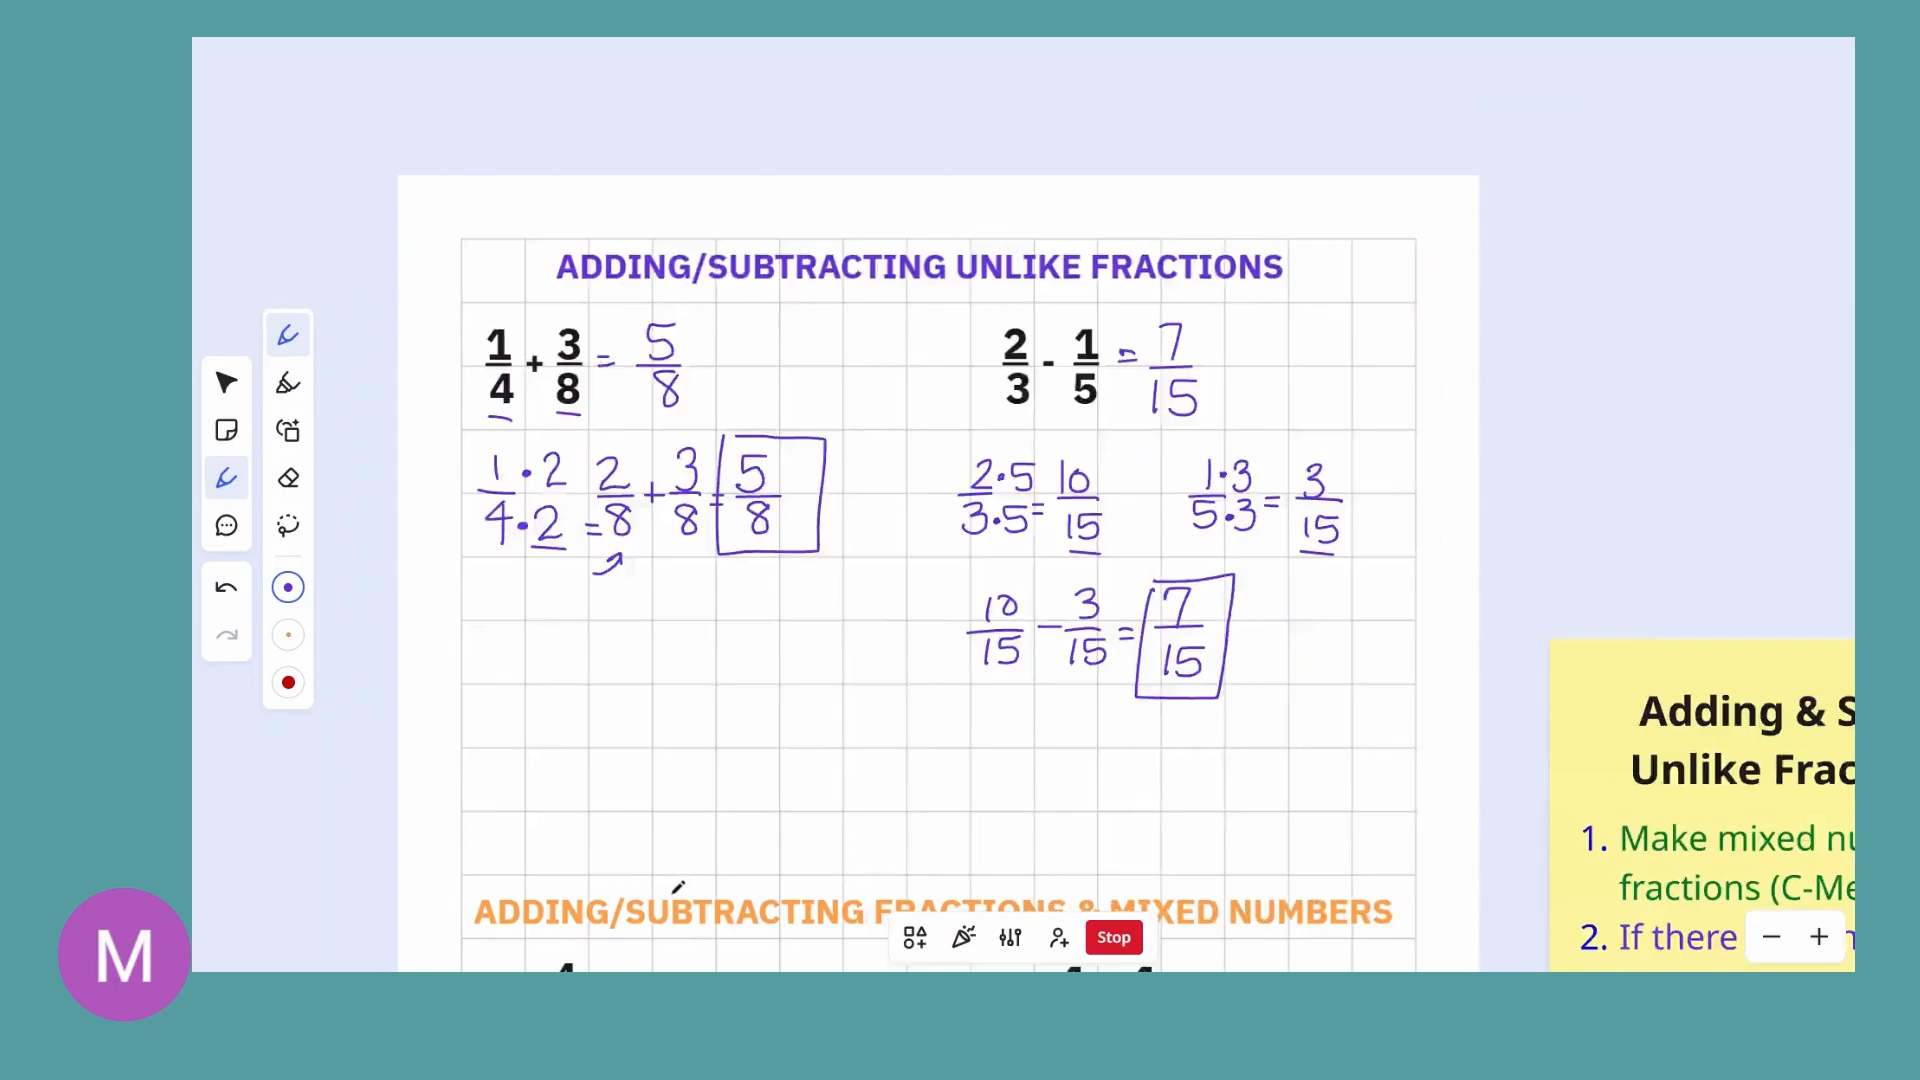 ADDING/SUBTRACTING UNLIKE FRACTIONS
1/4 + 3/8 = 5/8
2/3 - 1/5 = 7/15
1·2/4·2 = 2/8 + 3/8 = 5/8
2·5/3·5 = 10/15
1·3/5·3 = 3/15
10/15 − 3/15 = 7/15
ADDING/SUBTRACTING FRACTIONS & MIXED NUMBERS
Stop
Adding & S
Unlike Frac
1. Make mixed nu
fractions (C-Me
2. If there
M